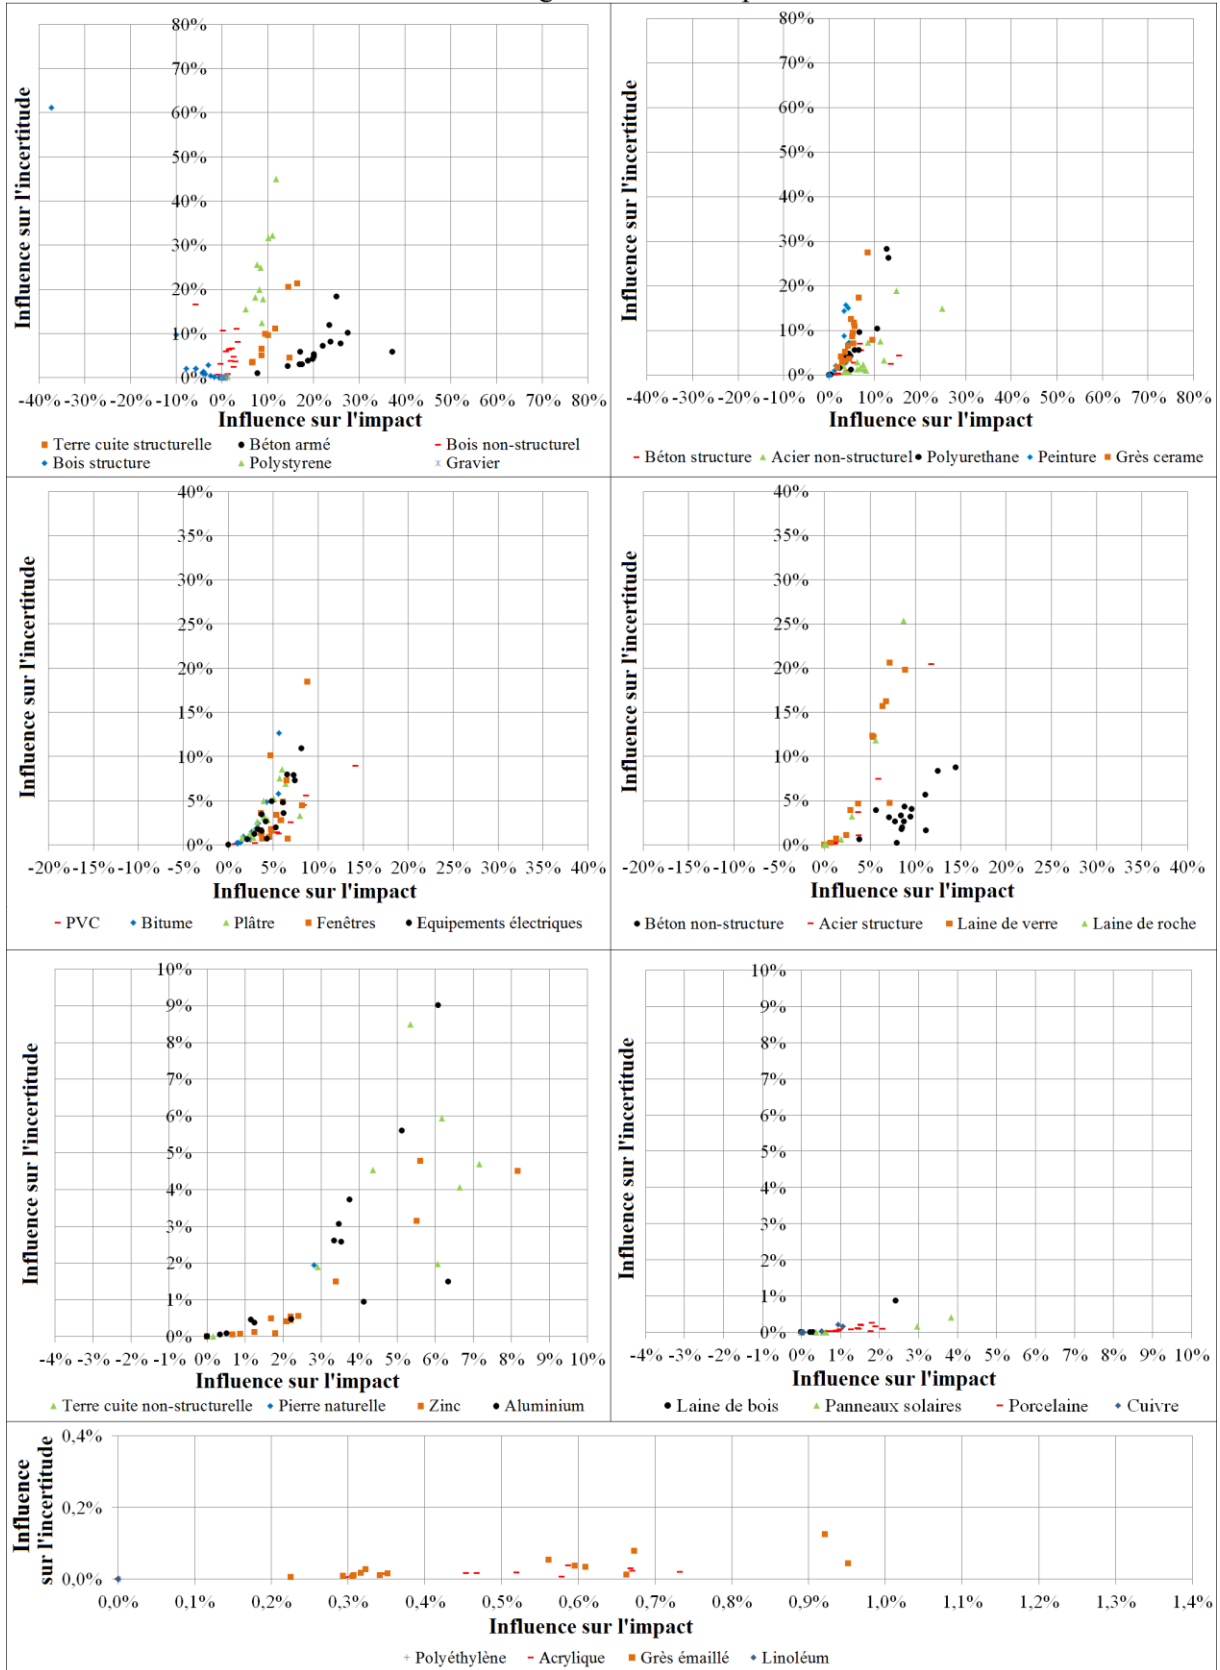 80%
70%
60%
50%
40%
30%
20%
10%
0%
-40% -30% -20% -10% 0% 10% 20% 30% 40% 50% 60% 70% 80%
Influence sur l'incertitude
Influence sur l'impact
Terre cuite structurelle Béton armé Bois non-structurel
Bois structure Polystyrene Gravier
80%
70%
60%
50%
40%
30%
20%
10%
0%
-40% -30% -20% -10% 0% 10% 20% 30% 40% 50% 60% 70% 80%
Influence sur l'incertitude
Influence sur l'impact
Béton structure Acier non-structurel Polyurethane Peinture Grès cerame
40%
35%
30%
25%
20%
15%
10%
5%
0%
-20% -15% -10% -5% 0% 5% 10% 15% 20% 25% 30% 35% 40%
Influence sur l'incertitude
Influence sur l'impact
PVC Bitume Plâtre Fenêtres Equipements électriques
40%
35%
30%
25%
20%
15%
10%
5%
0%
-20% -15% -10% -5% 0% 5% 10% 15% 20% 25% 30% 35% 40%
Influence sur l'incertitude
Influence sur l'impact
Béton non-structure Acier structure Laine de verre Laine de roche
10%
9%
8%
7%
6%
5%
4%
3%
2%
1%
0%
-4% -3% -2% -1% 0% 1% 2% 3% 4% 5% 6% 7% 8% 9% 10%
Influence sur l'incertitude
Influence sur l'impact
Terre cuite non-structurelle Pierre naturelle Zinc Aluminium
10%
9%
8%
7%
6%
5%
4%
3%
2%
1%
0%
-4% -3% -2% -1% 0% 1% 2% 3% 4% 5% 6% 7% 8% 9% 10%
Influence sur l'incertitude
Influence sur l'impact
Laine de bois Panneaux solaires Porcelaine Cuivre
0,4%
0,2%
0,0%
0,0% 0,1% 0,2% 0,3% 0,4% 0,5% 0,6% 0,7% 0,8% 0,9% 1,0% 1,1% 1,2% 1,3% 1,4%
Influence
sur l'incertitude
Influence sur l'impact
Polyéthylène Acrylique Grès émaillé Linoléum